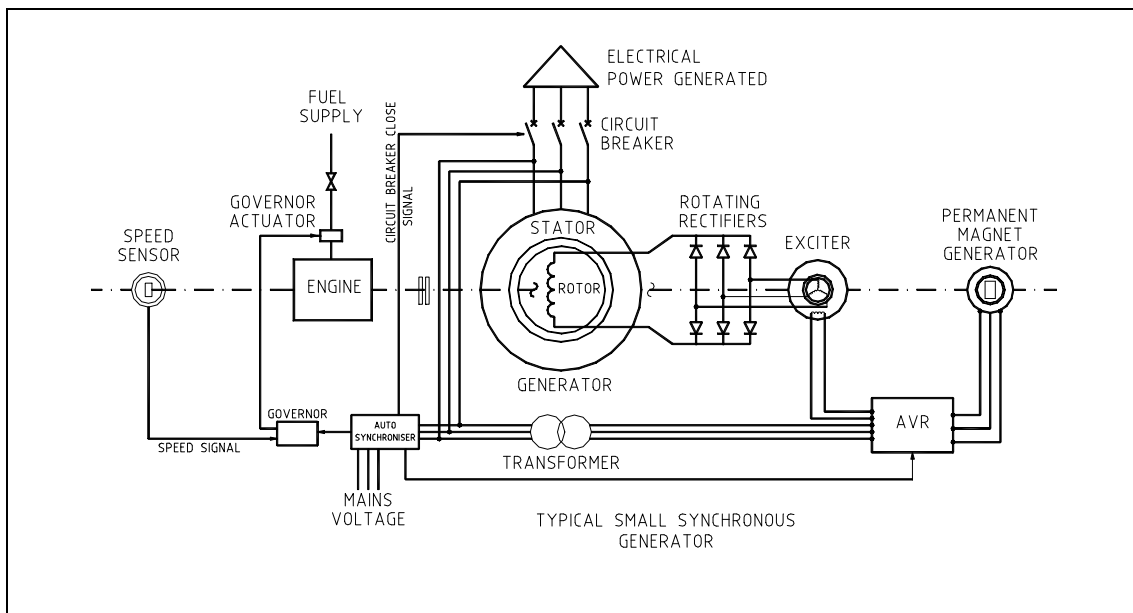 ELECTRICAL
POWER GENERATED
FUEL
SUPPLY
CIRCUIT BREAKER CLOSE
SIGNAL
CIRCUIT
BREAKER
GOVERNOR
ACTUATOR
SPEED
SENSOR
STATOR
ROTATING
RECTIFIERS
EXCITER
PERMANENT
MAGNET
GENERATOR
ENGINE
ROTOR
GENERATOR
GOVERNOR
SPEED SIGNAL
AUTO
SYNCHRONISER
TRANSFORMER
AVR
MAINS
VOLTAGE
TYPICAL SMALL SYNCHRONOUS
GENERATOR